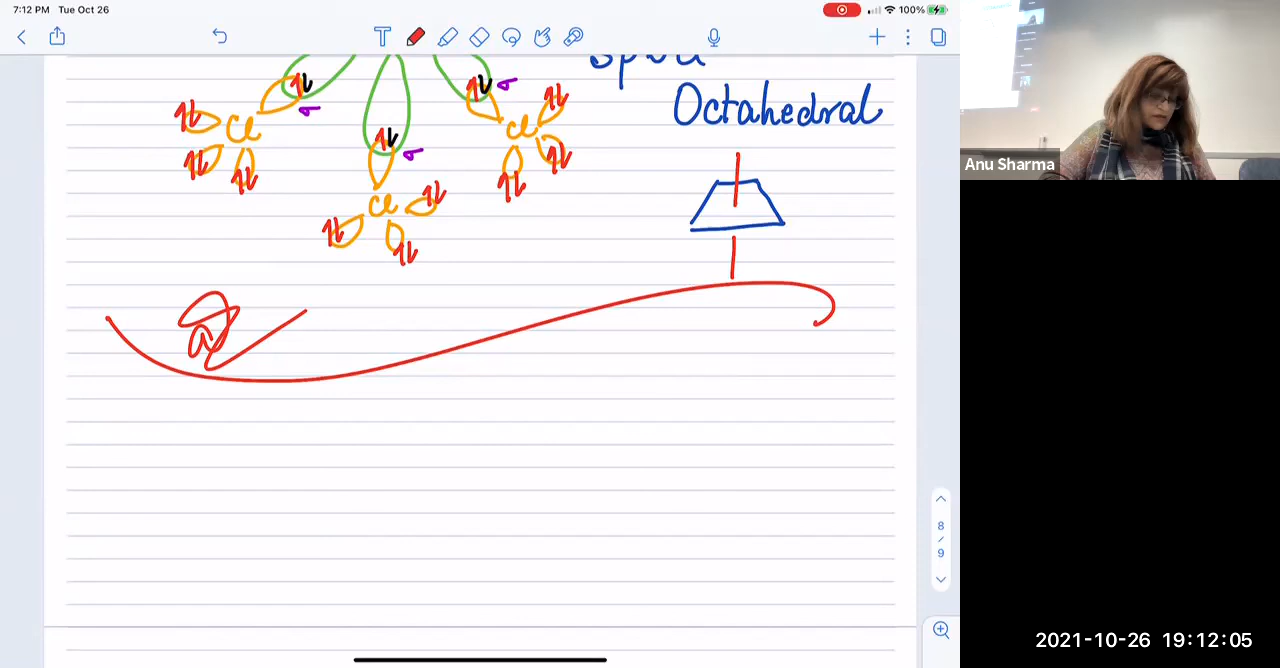 7:12 PM Tue Oct 26
100%
Octahedral
Cl
Cl
Cl
σ
σ
σ
Anu Sharma
8
9
2021-10-26 19:12:05